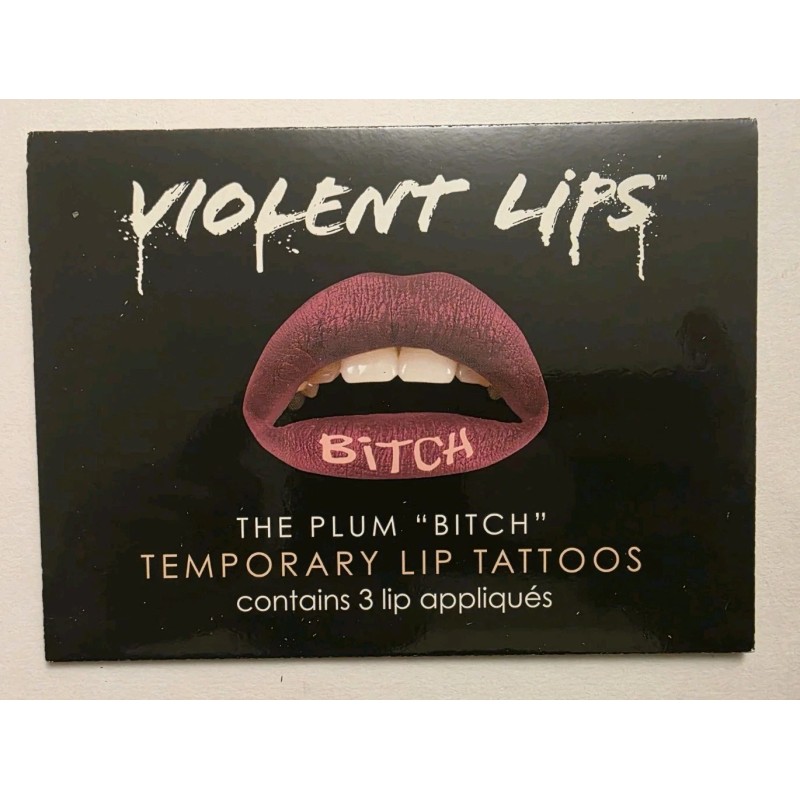 VIOLENT LiPS™
BiTCH
THE PLUM “BITCH”
TEMPORARY LIP TATTOOS
contains 3 lip appliqués